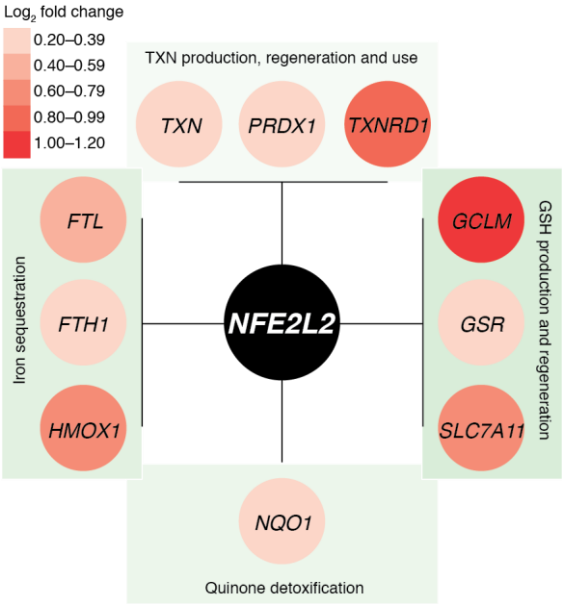 Log₂ fold change
0.20–0.39
0.40–0.59
0.60–0.79
0.80–0.99
1.00–1.20
TXN production, regeneration and use
TXN
PRDX1
TXNRD1
Iron sequestration
FTL
FTH1
HMOX1
NFE2L2
GCLM
GSR
SLC7A11
GSH production and regeneration
NQO1
Quinone detoxification